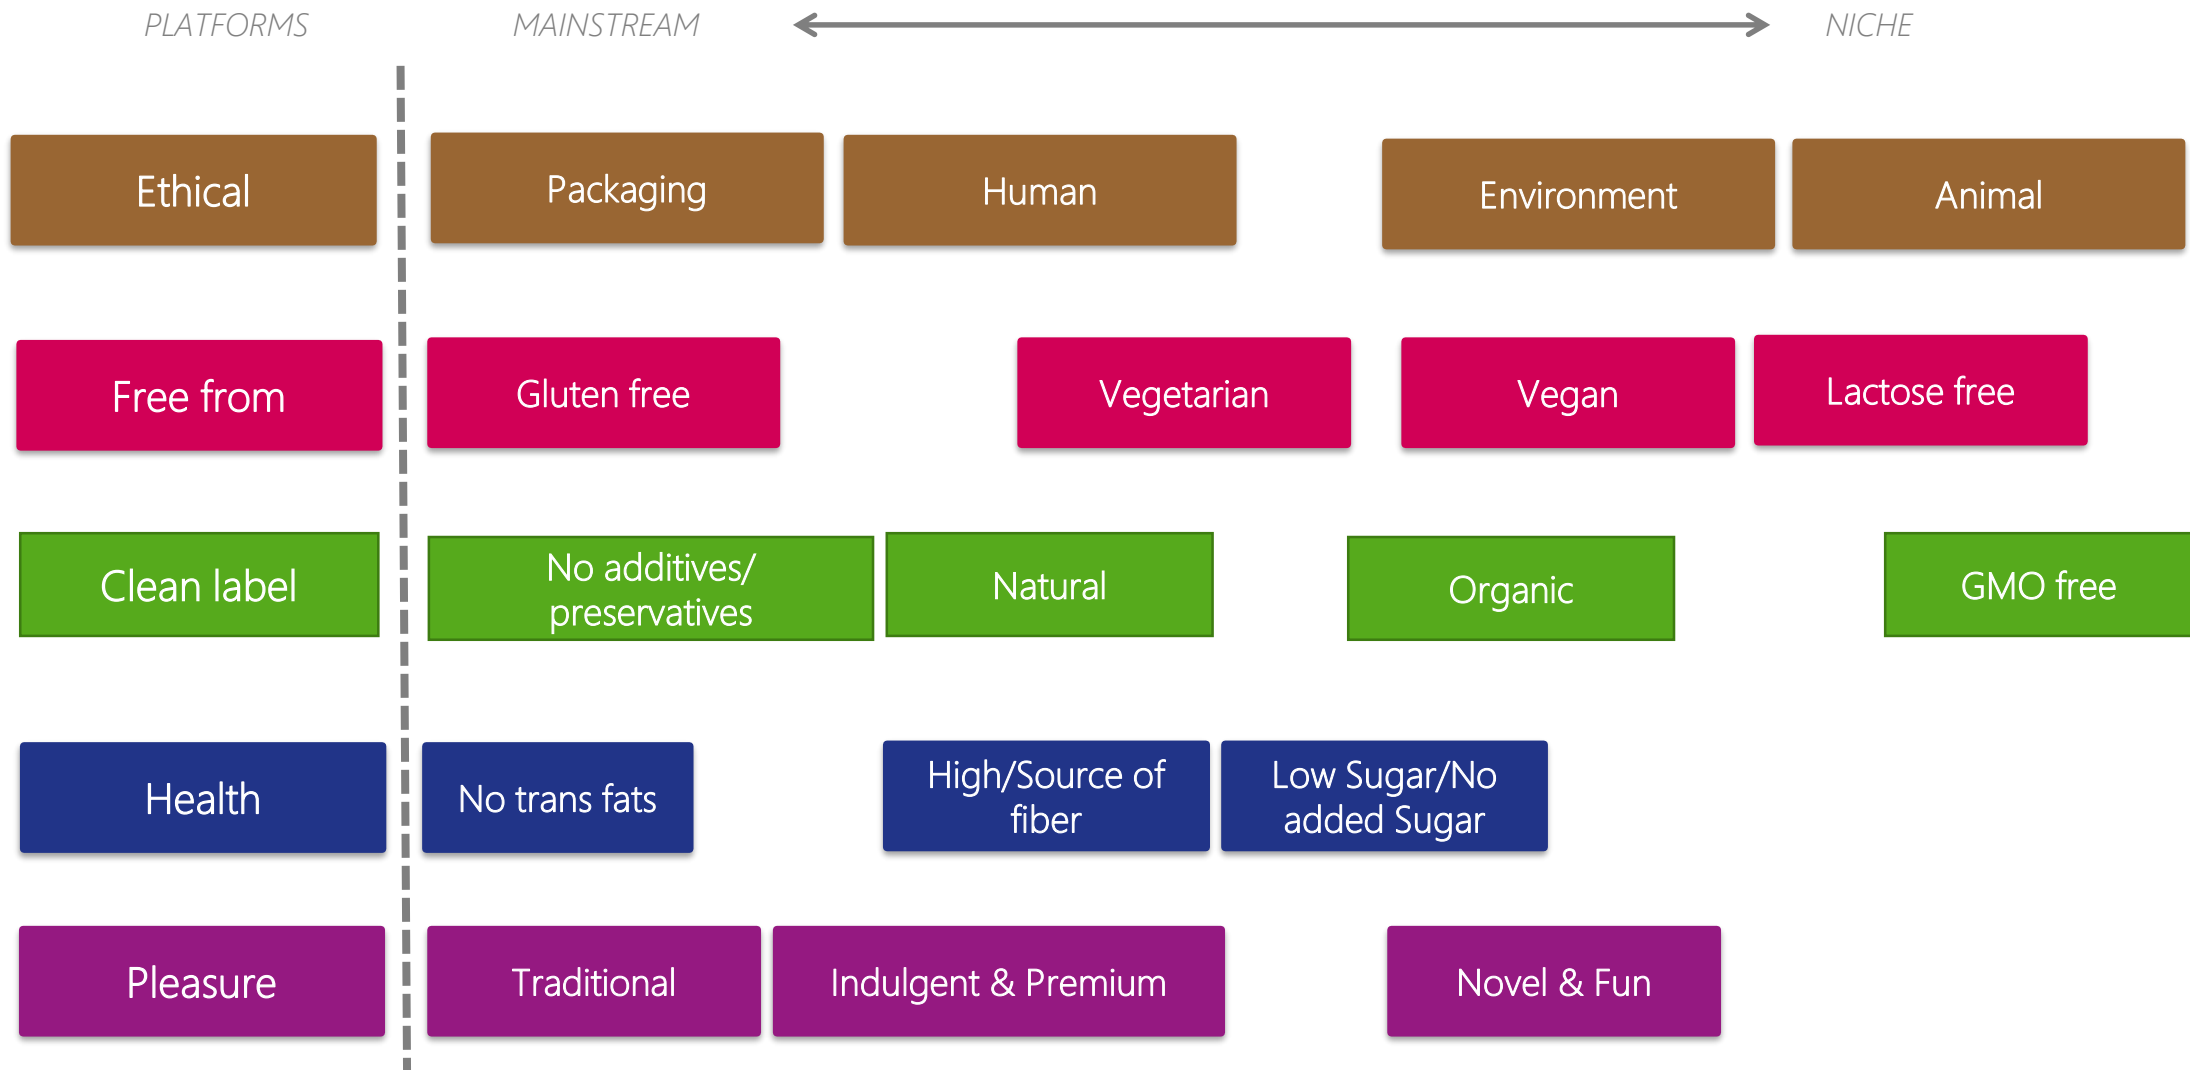 PLATFORMS MAINSTREAM NICHE
Ethical Packaging Human Environment Animal
Free from Gluten free Vegetarian Vegan Lactose free
Clean label No additives/
preservatives Natural Organic GMO free
Health No trans fats High/Source of
fiber Low Sugar/No
added Sugar
Pleasure Traditional Indulgent & Premium Novel & Fun